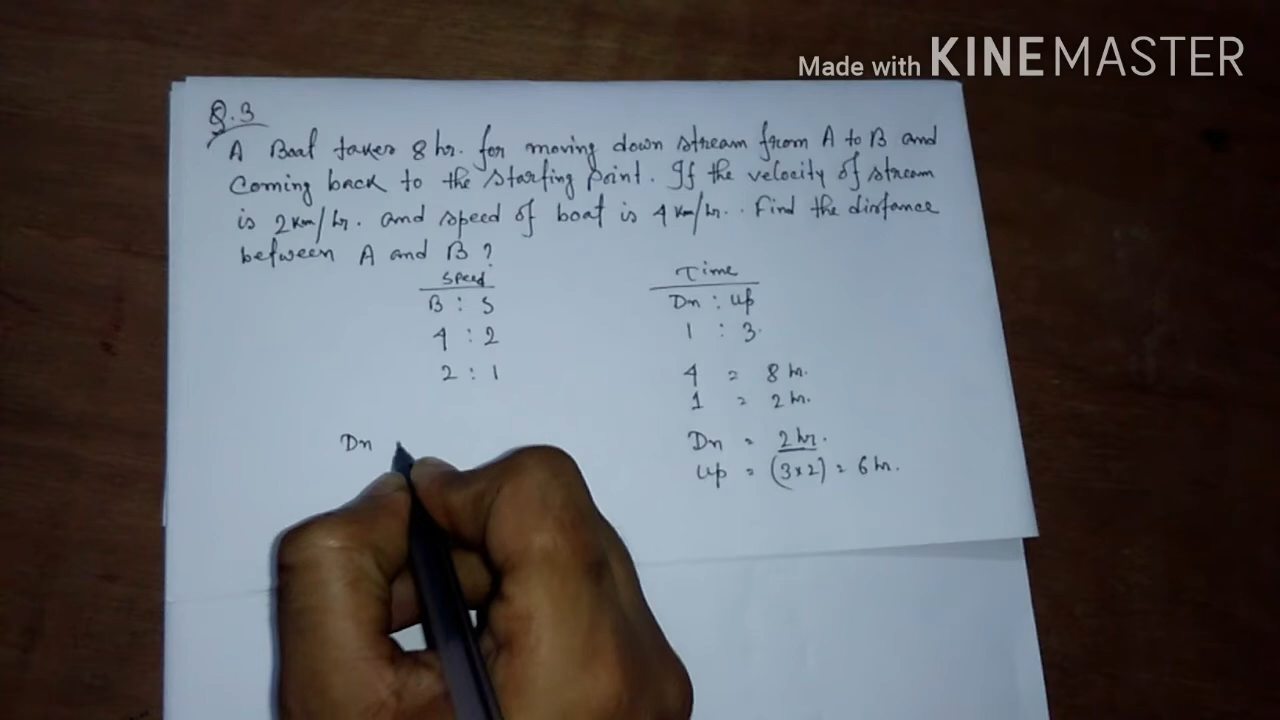 Made with KINEMASTER
Q.3
A Boat takes 8 hr. for moving down stream from A to B and
Coming back to the starting point. If the velocity of stream
is 2 km/hr. and speed of boat is 4 km/hr. . Find the distance
between A and B ?
Speed
B : S
4 : 2
2 : 1
Time
Dn : up
1 : 3.
4 = 8 hr.
1 = 2 hr.
Dn = 2 hr.
up = (3x2) = 6 hr.
Dn